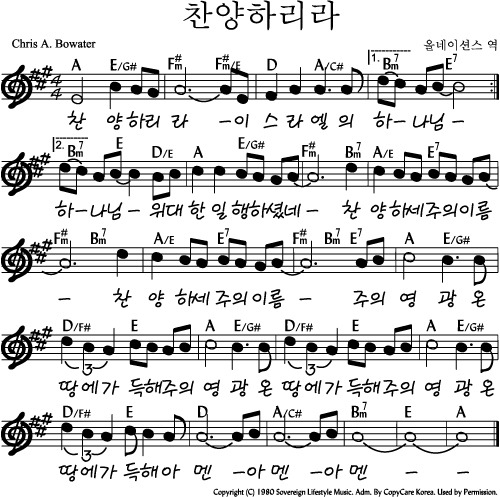 찬양하리라
Chris A. Bowater
올네이션스 역
A E/G# F#m F#m/E D A/C# E/G# 1. Bm7 E7
찬 양하리 라 - 이 스 라 엘 의 하-나님-
2. Bm7 E D/E A E/G# F#m Bm7 A/E E7
하-나님- 위대 한 일 행하셨네- 찬 양하세주의이름
F#m Bm7 A/E E7 F#m Bm7 E7 A E/G#
- 찬 양 하세 주의이름- 주의 영 광 온
D/F# E A E/G# D/F# E A E/G#
땅에가 득해주의 영 광 온 땅에가 득해주의 영 광 온
D/F# E D A/C# Bm7 E A
땅에가 득해아 멘 -아멘 -아멘 - -
Copyright (C) 1980 Sovereign Lifestyle Music. Adm. By CopyCare Korea. Used by Permission.